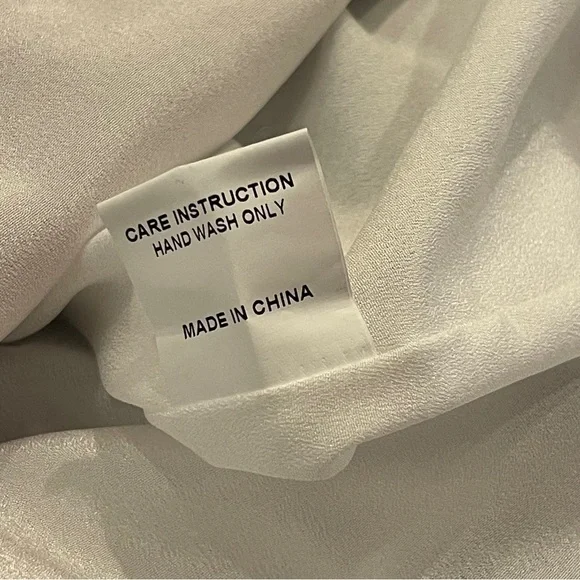 CARE INSTRUCTION
HAND WASH ONLY
MADE IN CHINA